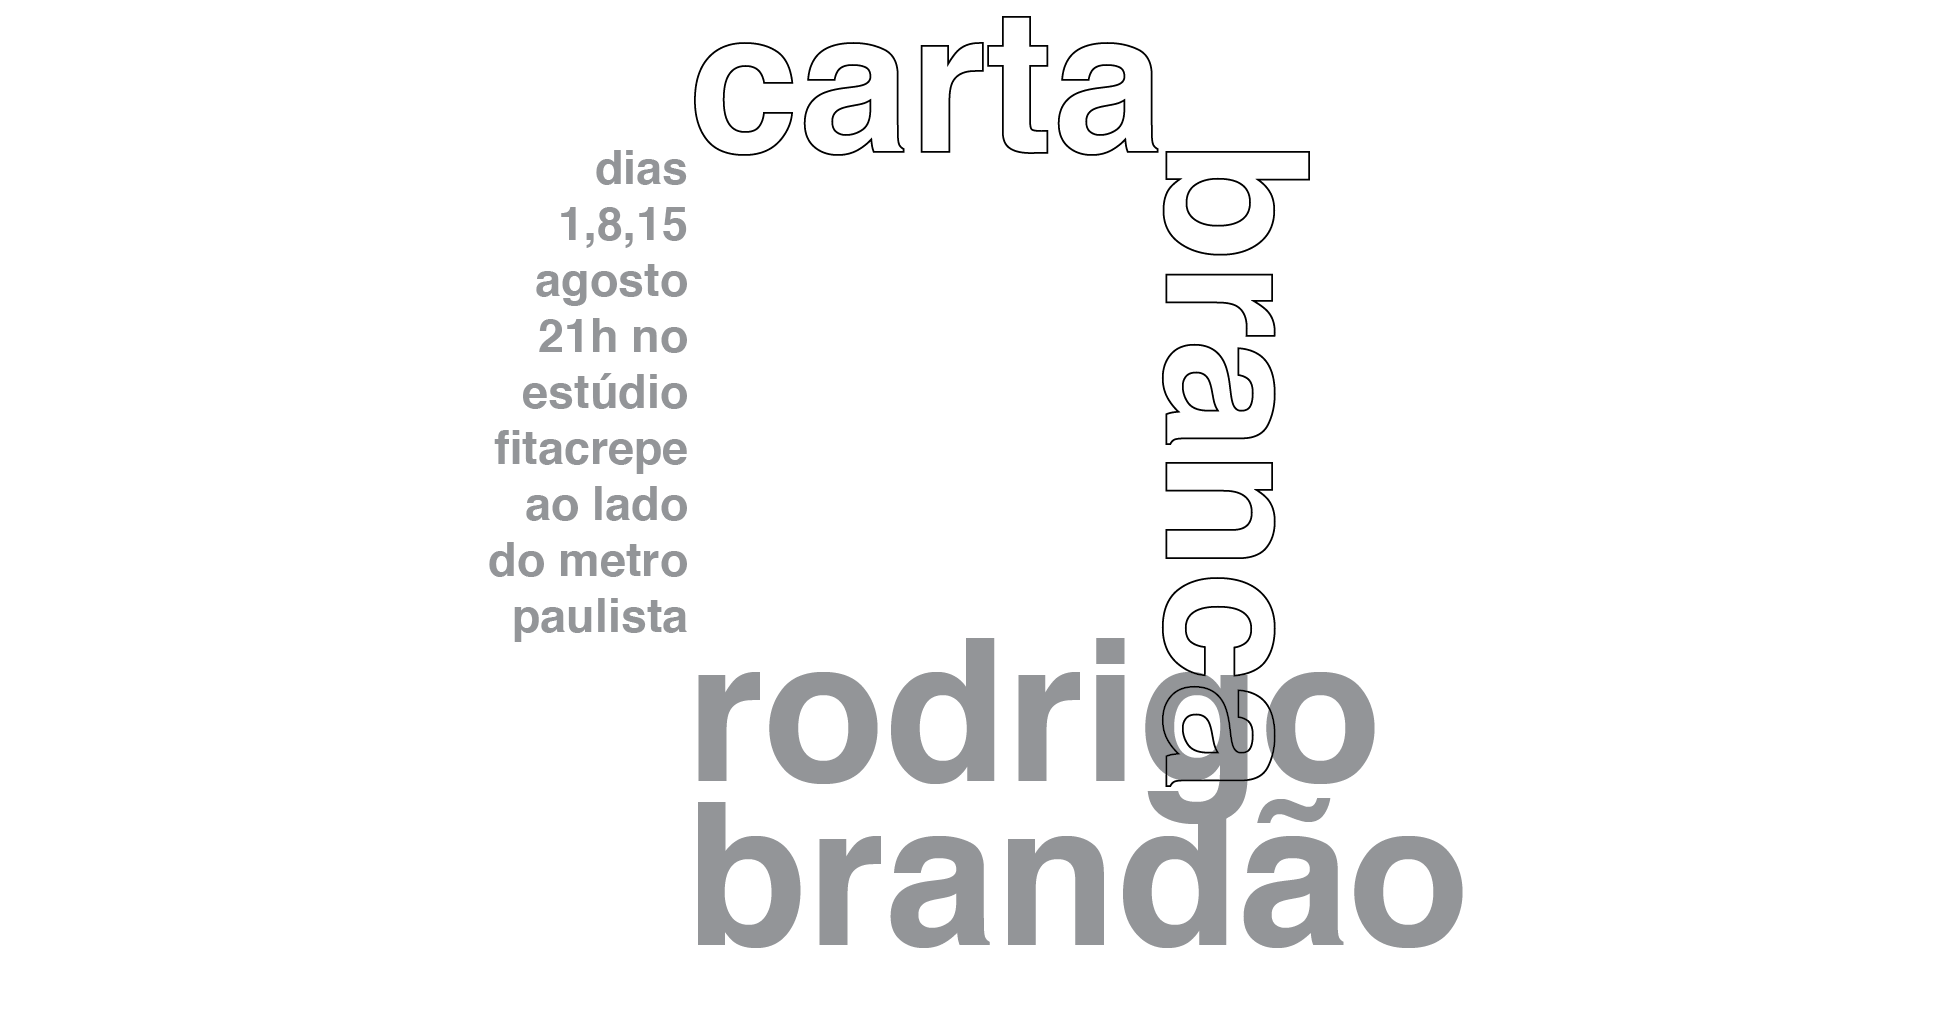 carta
branca
dias
1,8,15
agosto
21h no
estúdio
fitacrepe
ao lado
do metro
paulista
rodrigo
brandão